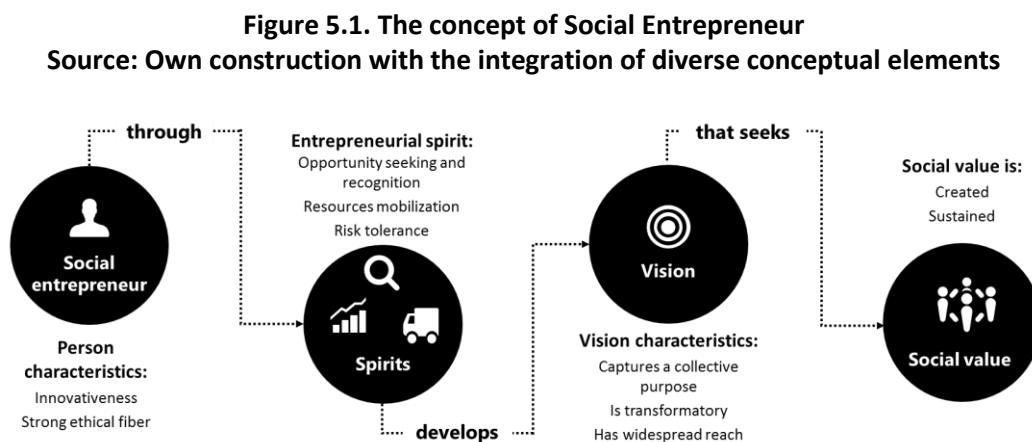 Figure 5.1. The concept of Social Entrepreneur
Source: Own construction with the integration of diverse conceptual elements
through
Social
entrepreneur
Person
characteristics:
Innovativeness
Strong ethical fiber
Entrepreneurial spirit:
Opportunity seeking and
recognition
Resources mobilization
Risk tolerance
Spirits
develops
that seeks
Vision
Vision characteristics:
Captures a collective
purpose
Is transformatory
Has widespread reach
Social value is:
Created
Sustained
Social value